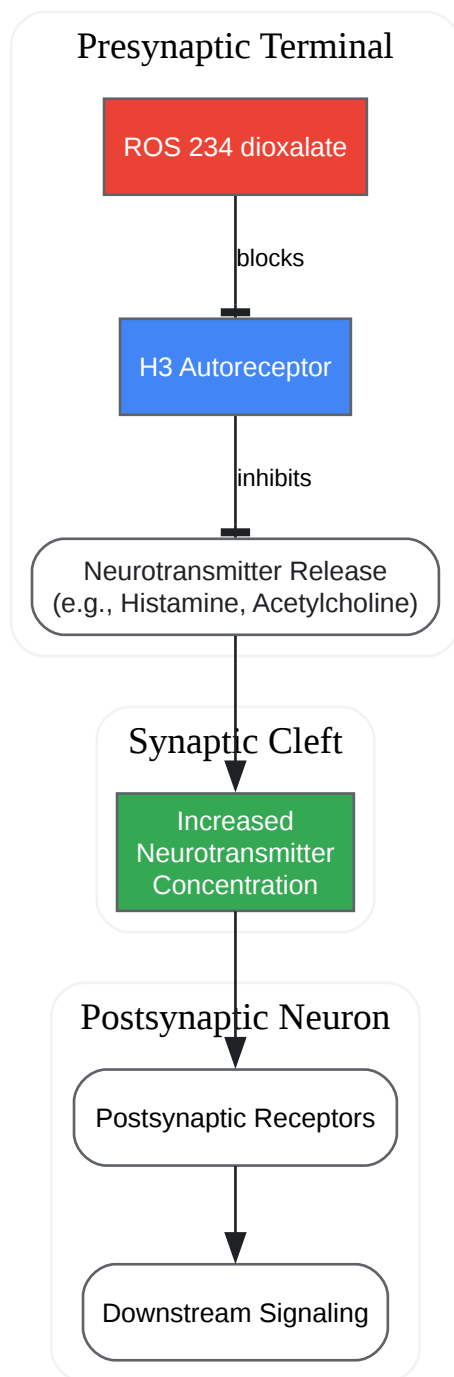 Presynaptic Terminal
ROS 234 dioxalate
blocks
H3 Autoreceptor
inhibits
Neurotransmitter Release
(e.g., Histamine, Acetylcholine)
Synaptic Cleft
Increased
Neurotransmitter
Concentration
Postsynaptic Neuron
Postsynaptic Receptors
Downstream Signaling